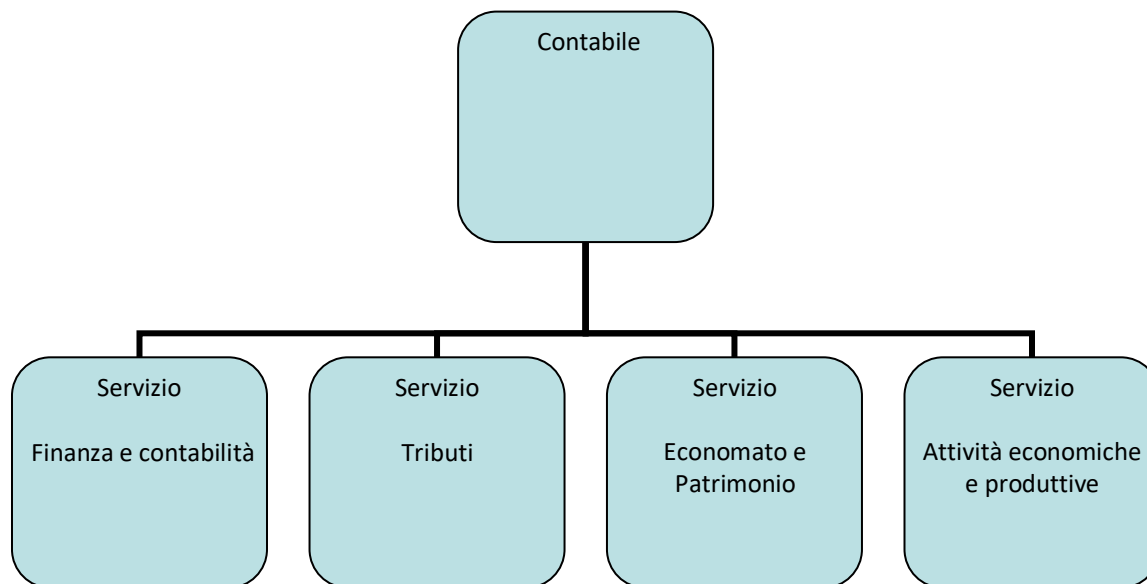 Contabile
Servizio
Finanza e contabilità
Servizio
Tributi
Servizio
Economato e
Patrimonio
Servizio
Attività economiche
e produttive